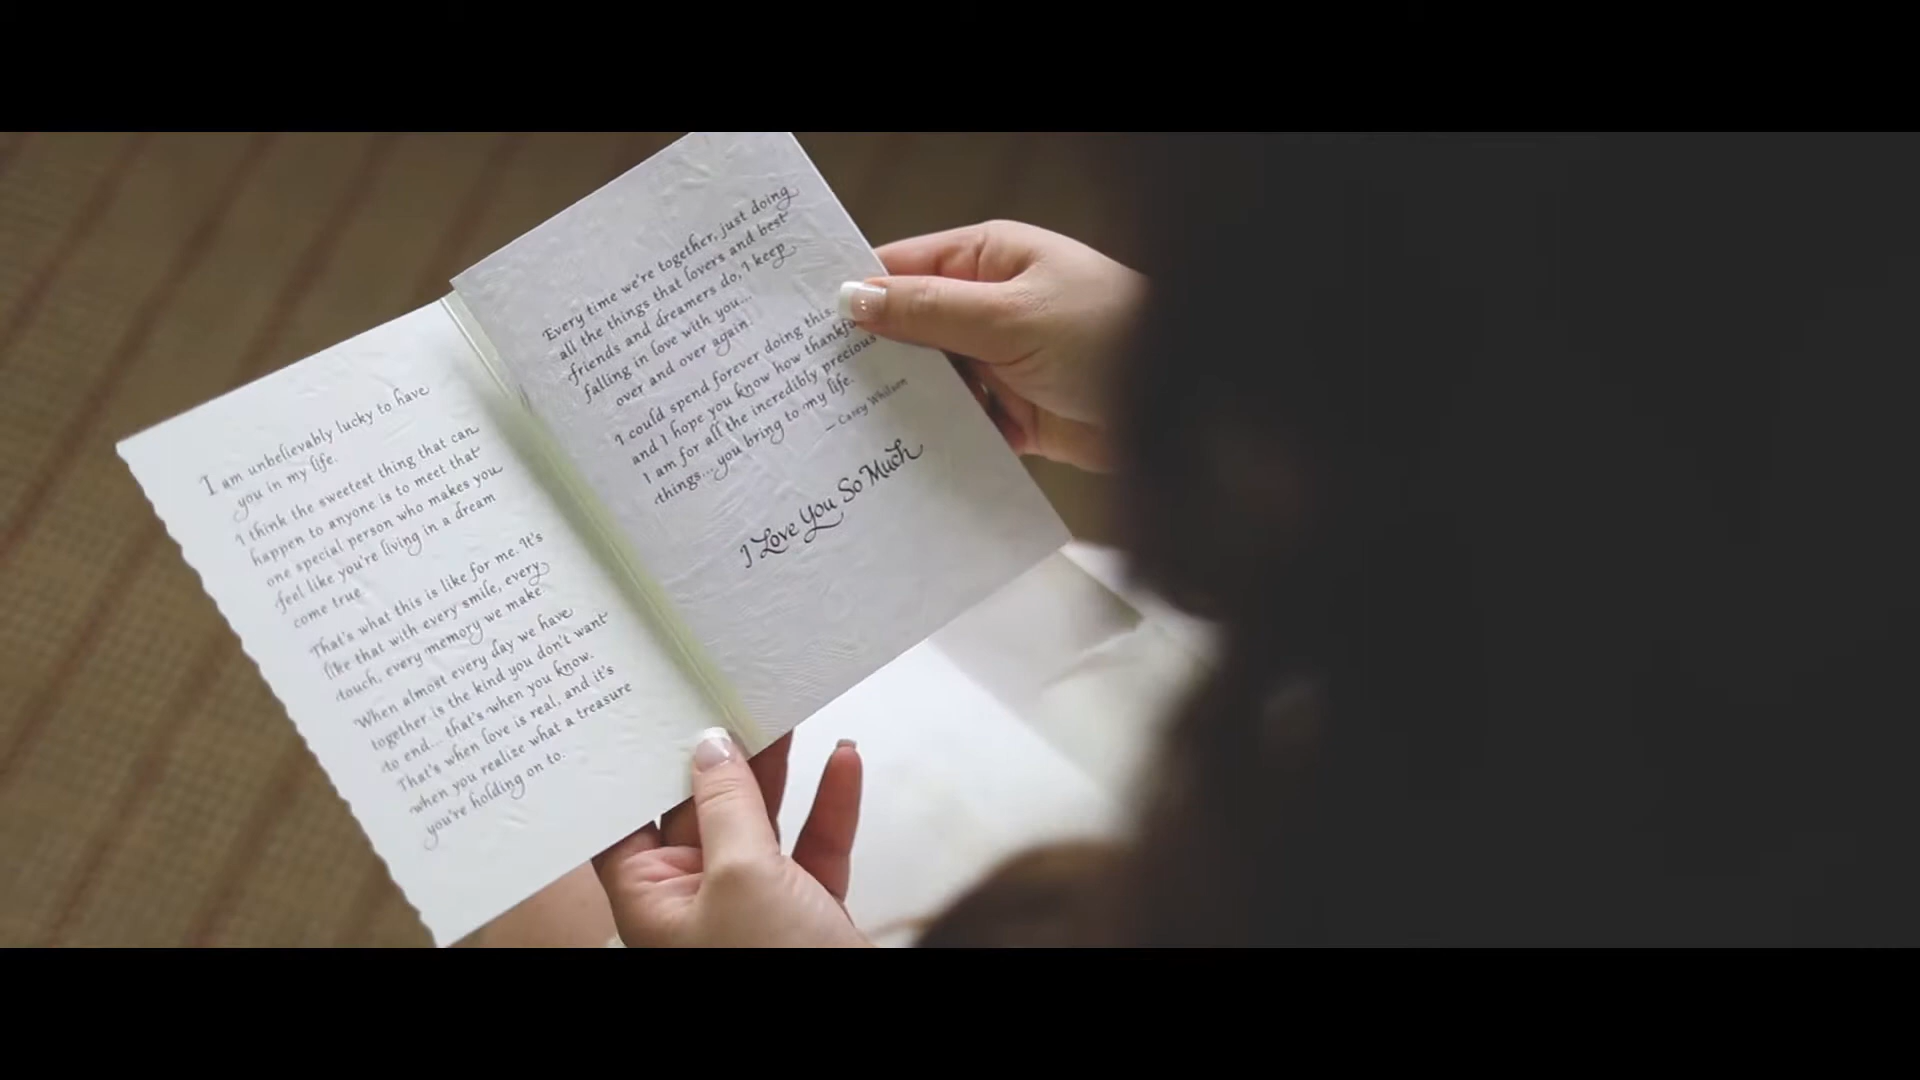 I am unbelievably lucky to have
you in my life.
I think the sweetest thing that can
happen to anyone is to meet that
one special person who makes you
feel like you're living in a dream
come true.
That's what this is like for me. It's
like that with every smile, every
touch, every memory we make.
When almost every day we have
together is the kind you don't want
to end... that's when you know.
That's when love is real, and it's
when you realize what a treasure
you're holding on to.
Every time we're together, just doing
all the things that lovers and best
friends and dreamers do, I keep
falling in love with you...
over and over again!
I could spend forever doing this...
and I hope you know how
I am for all the incredibly precious
things... you bring to my life.
— Carey Whilson
I Love You So Much